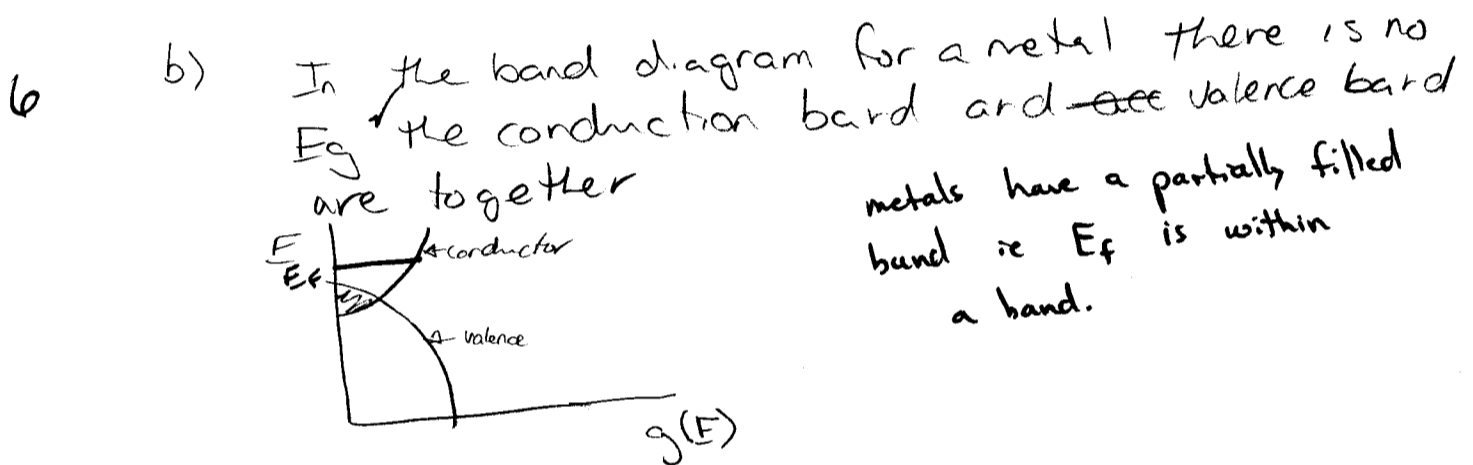 6
b) In the band diagram for a metal there is no
Eg the conduction band and valence band
are together
metals have a partially filled
band ie Ef is within
a band.
E
Ef
conductor
valence
g(E)